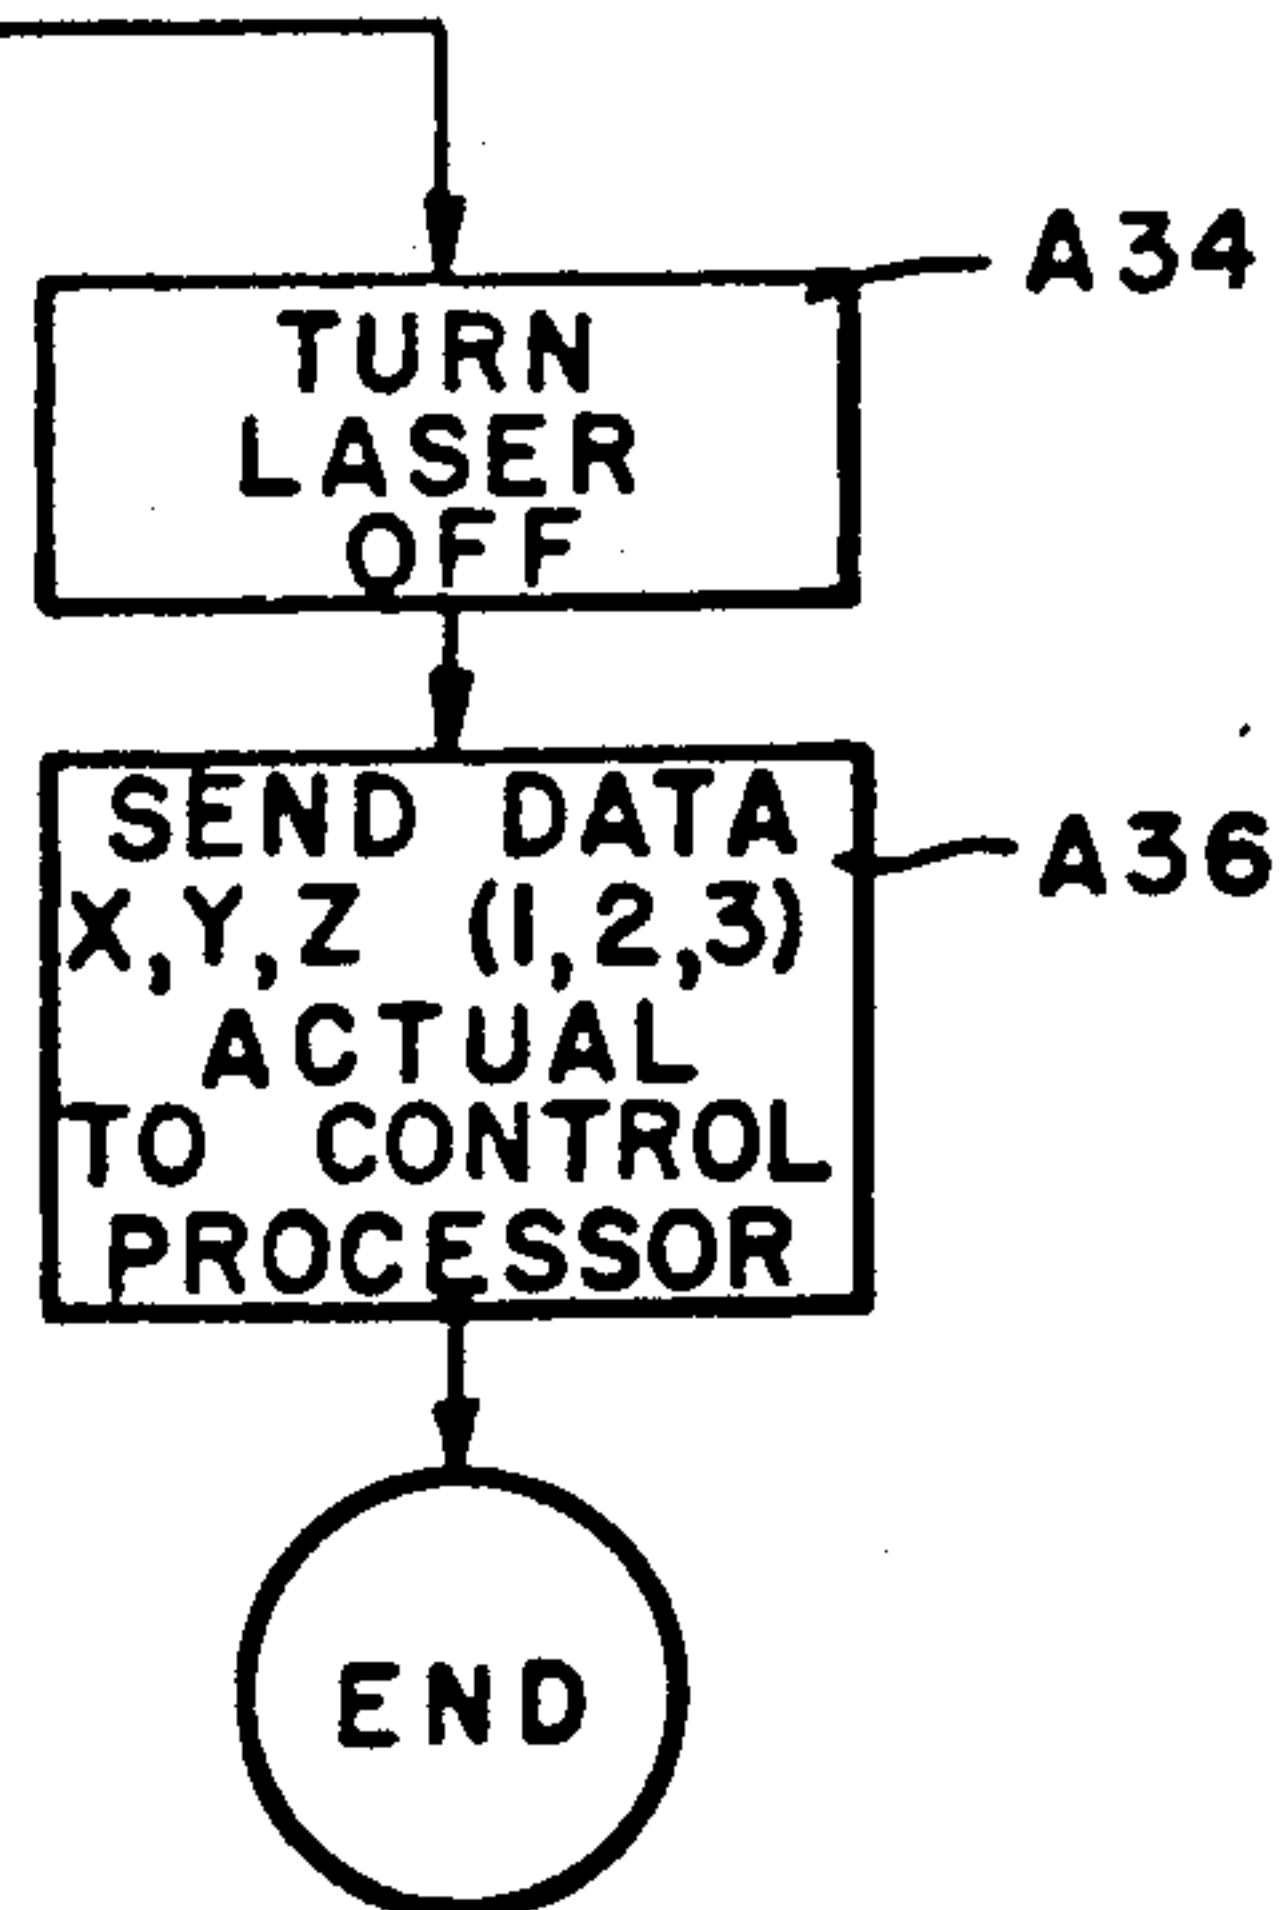 A34
TURN
LASER
OFF
SEND DATA
A36
X,Y,Z (1,2,3)
ACTUAL
TO CONTROL
PROCESSOR
END